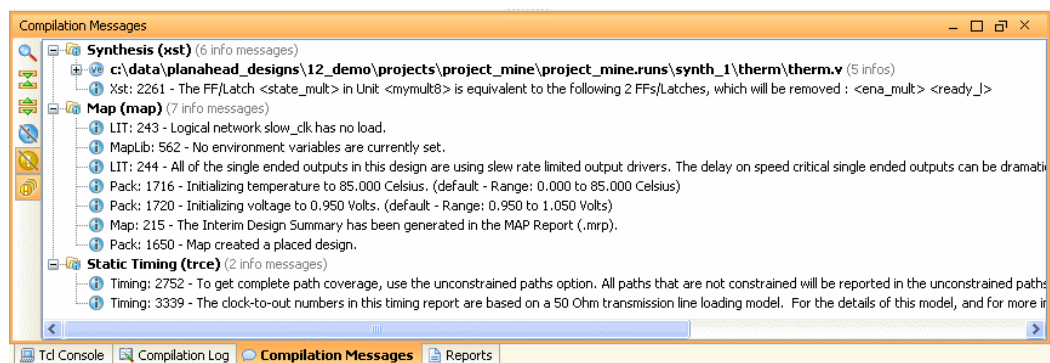 Compilation Messages
Synthesis (xst) (6 info messages)
c:\data\planahead_designs\12_demo\projects\project_mine\project_mine.runs\synth_1\therm\therm.v (5 infos)
Xst: 2261 - The FF/Latch <state_mult> in Unit <mymult8> is equivalent to the following 2 FFs/Latches, which will be removed : <ena_mult> <ready_l>
Map (map) (7 info messages)
LIT: 243 - Logical network slow_clk has no load.
MapLib: 562 - No environment variables are currently set.
LIT: 244 - All of the single ended outputs in this design are using slew rate limited output drivers. The delay on speed critical single ended outputs can be dramati
Pack: 1716 - Initializing temperature to 85.000 Celsius. (default - Range: 0.000 to 85.000 Celsius)
Pack: 1720 - Initializing voltage to 0.950 Volts. (default - Range: 0.950 to 1.050 Volts)
Map: 215 - The Interim Design Summary has been generated in the MAP Report (.mrp).
Pack: 1650 - Map created a placed design.
Static Timing (trce) (2 info messages)
Timing: 2752 - To get complete path coverage, use the unconstrained paths option. All paths that are not constrained will be reported in the unconstrained paths
Timing: 3339 - The clock-to-out numbers in this timing report are based on a 50 Ohm transmission line loading model.  For the details of this model, and for more in
Tcl Console Compilation Log Compilation Messages Reports